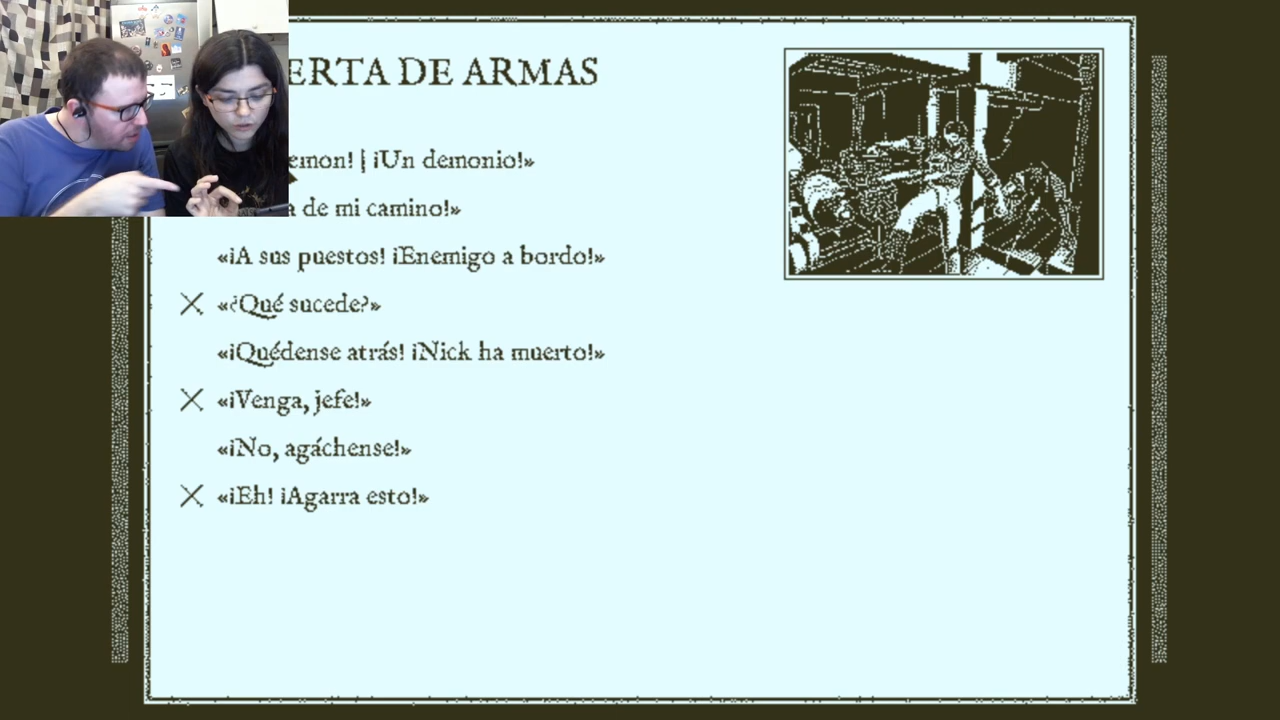 ERTA DE ARMAS
emon! | ¡Un demonio!»
de mi camino!»
«¡A sus puestos! ¡Enemigo a bordo!»
«¿Qué sucede?»
«¡Quédense atrás! ¡Nick ha muerto!»
«¡Venga, jefe!»
«¡No, agáchense!»
«¡Eh! ¡Agarra esto!»